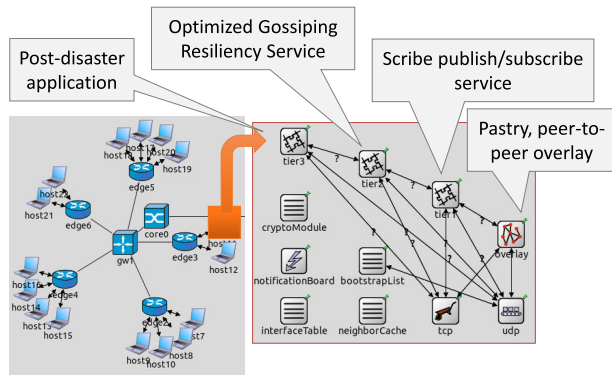 Optimized Gossiping
Resiliency Service
Post-disaster
application
Scribe publish/subscribe
service
Pastry, peer-to-
peer overlay
host17
host20
host18
host19
edge5
host22
host21
edge6
core0
gw1
edge3
host11
host12
host16
edge4
host14
host13
host15
edge2
host7
host8
host9
host10
tier3
?
tier2
?
tier1
?
overlay
cryptoModule
?
?
?
?
notificationBoard
bootstrapList
interfaceTable
neighborCache
tcp
udp